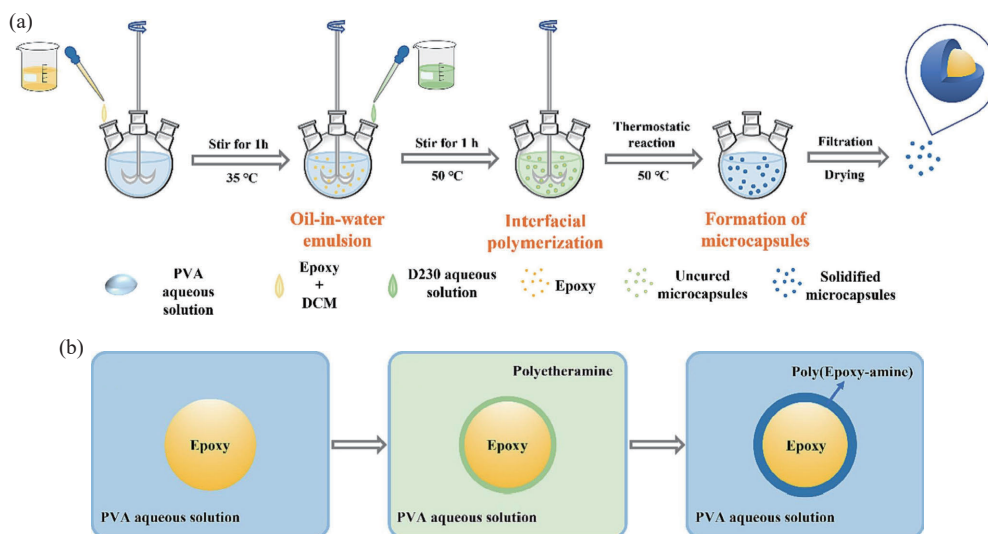 (a)
Stir for 1h
35 °C
Stir for 1 h
50 °C
Thermostatic
reaction
50 °C
Filtration
Drying
Oil-in-water
emulsion
Interfacial
polymerization
Formation of
microcapsules
PVA
aqueous
solution
Epoxy
+
DCM
D230 aqueous
solution
Epoxy
Uncured
microcapsules
Solidified
microcapsules
(b)
Epoxy
PVA aqueous solution
Polyetheramine
Epoxy
PVA aqueous solution
Poly(Epoxy-amine)
Epoxy
PVA aqueous solution